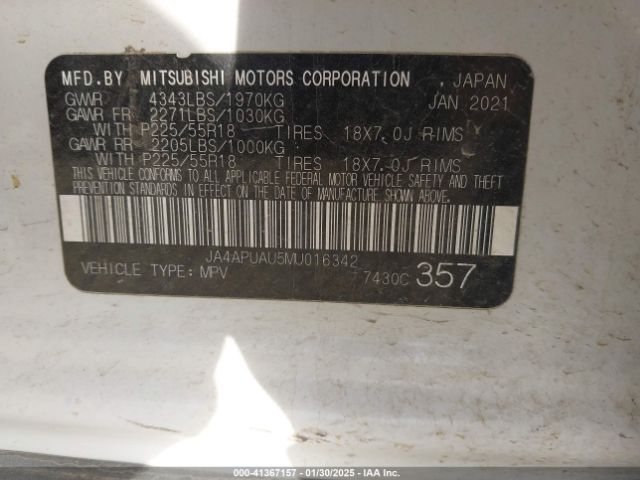 MFD.BY MITSUBISHI MOTORS CORPORATION , JAPAN
GVWR 4343LBS/1970KG JAN 2021
GAWR FR 2271LBS/1030KG
WITH P225/55R18 TIRES 18X7.0J RIMS
GAWR RR 2205LBS/1000KG
WITH P225/55R18 TIRES 18X7.0J RIMS
THIS VEHICLE CONFORMS TO ALL APPLICABLE FEDERAL MOTOR VEHICLE SAFETY AND THEFT
PREVENTION STANDARDS IN EFFECT ON THE DATE OF MANUFACTURE SHOWN ABOVE.
JA4APUAU5MU016342
VEHICLE TYPE: MPV 7430C 357
000-41367157 - 01/30/2025 - IAA Inc.